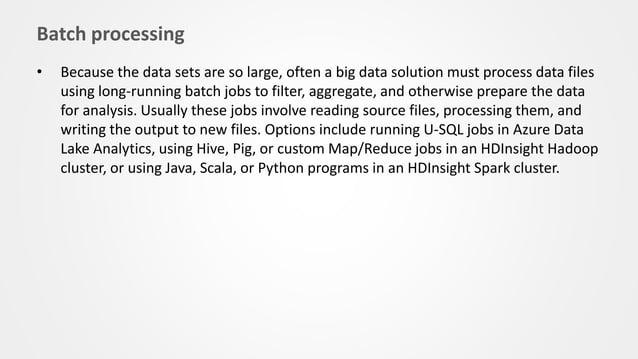 Batch processing
• Because the data sets are so large, often a big data solution must process data files
using long-running batch jobs to filter, aggregate, and otherwise prepare the data
for analysis. Usually these jobs involve reading source files, processing them, and
writing the output to new files. Options include running U-SQL jobs in Azure Data
Lake Analytics, using Hive, Pig, or custom Map/Reduce jobs in an HDInsight Hadoop
cluster, or using Java, Scala, or Python programs in an HDInsight Spark cluster.